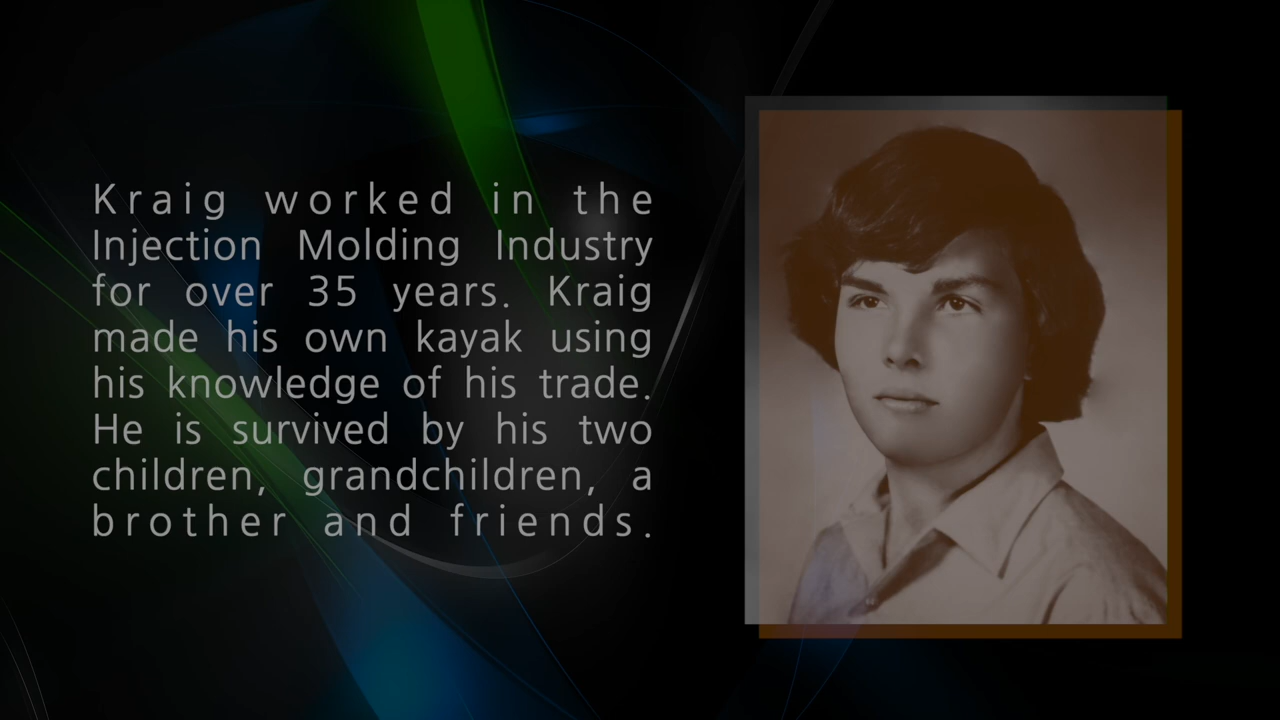 Kraig worked in the
Injection Molding Industry
for over 35 years. Kraig
made his own kayak using
his knowledge of his trade.
He is survived by his two
children, grandchildren, a
brother and friends.